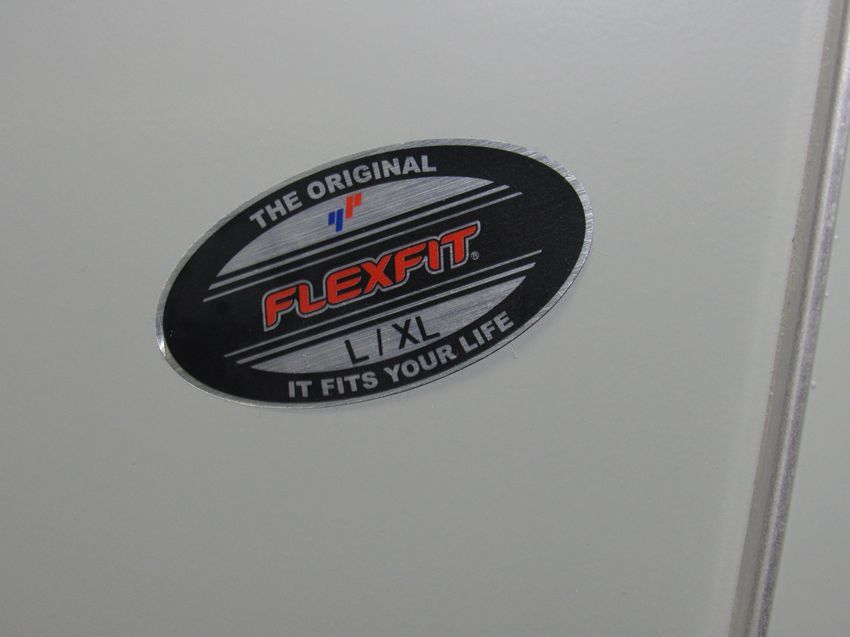 THE ORIGINAL
FLEXFIT®
L / XL
IT FITS YOUR LIFE